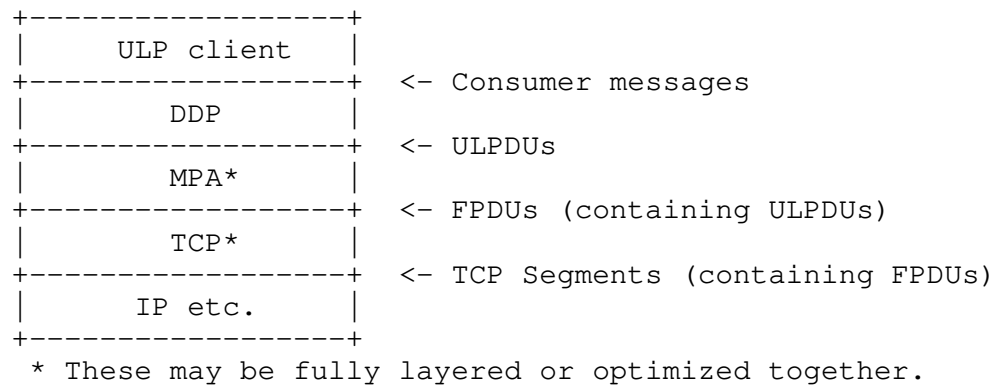 +------------------+
|     ULP client   |
+------------------+  <- Consumer messages
|        DDP       |
+------------------+  <- ULPDUs
|        MPA*      |
+------------------+  <- FPDUs (containing ULPDUs)
|        TCP*      |
+------------------+  <- TCP Segments (containing FPDUs)
|      IP etc.     |
+------------------+
 * These may be fully layered or optimized together.